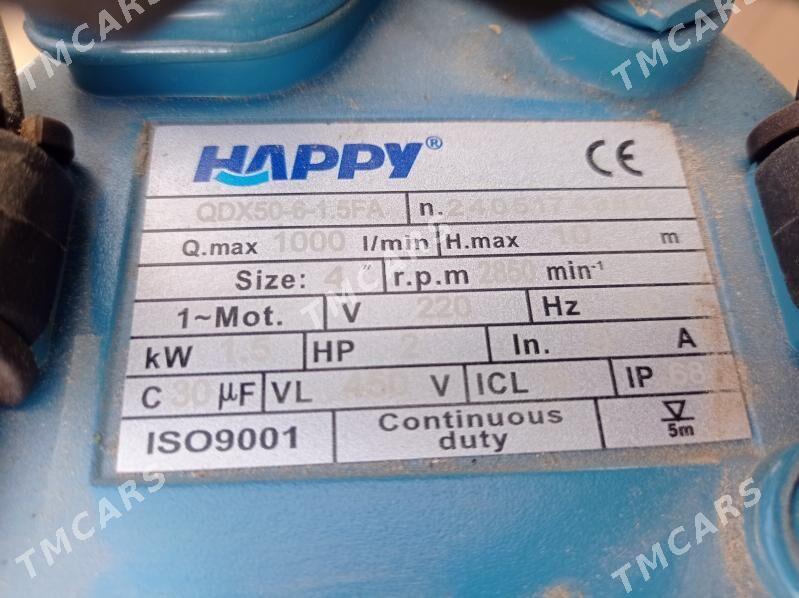 TMCARS TMCARS
HAPPY® CE
QDX50-6-1.5FA n.
Q.max 1000 l/min H.max 10 m
Size: 4" r.p.m 2850 min-1
TMCARS TMCARS
1~Mot. V 220 Hz
kW 1.5 HP 2 In. A
C 30 µF VL 450 V ICL IP 68
ISO9001 Continuous duty 5m
TMCARS TMCARS